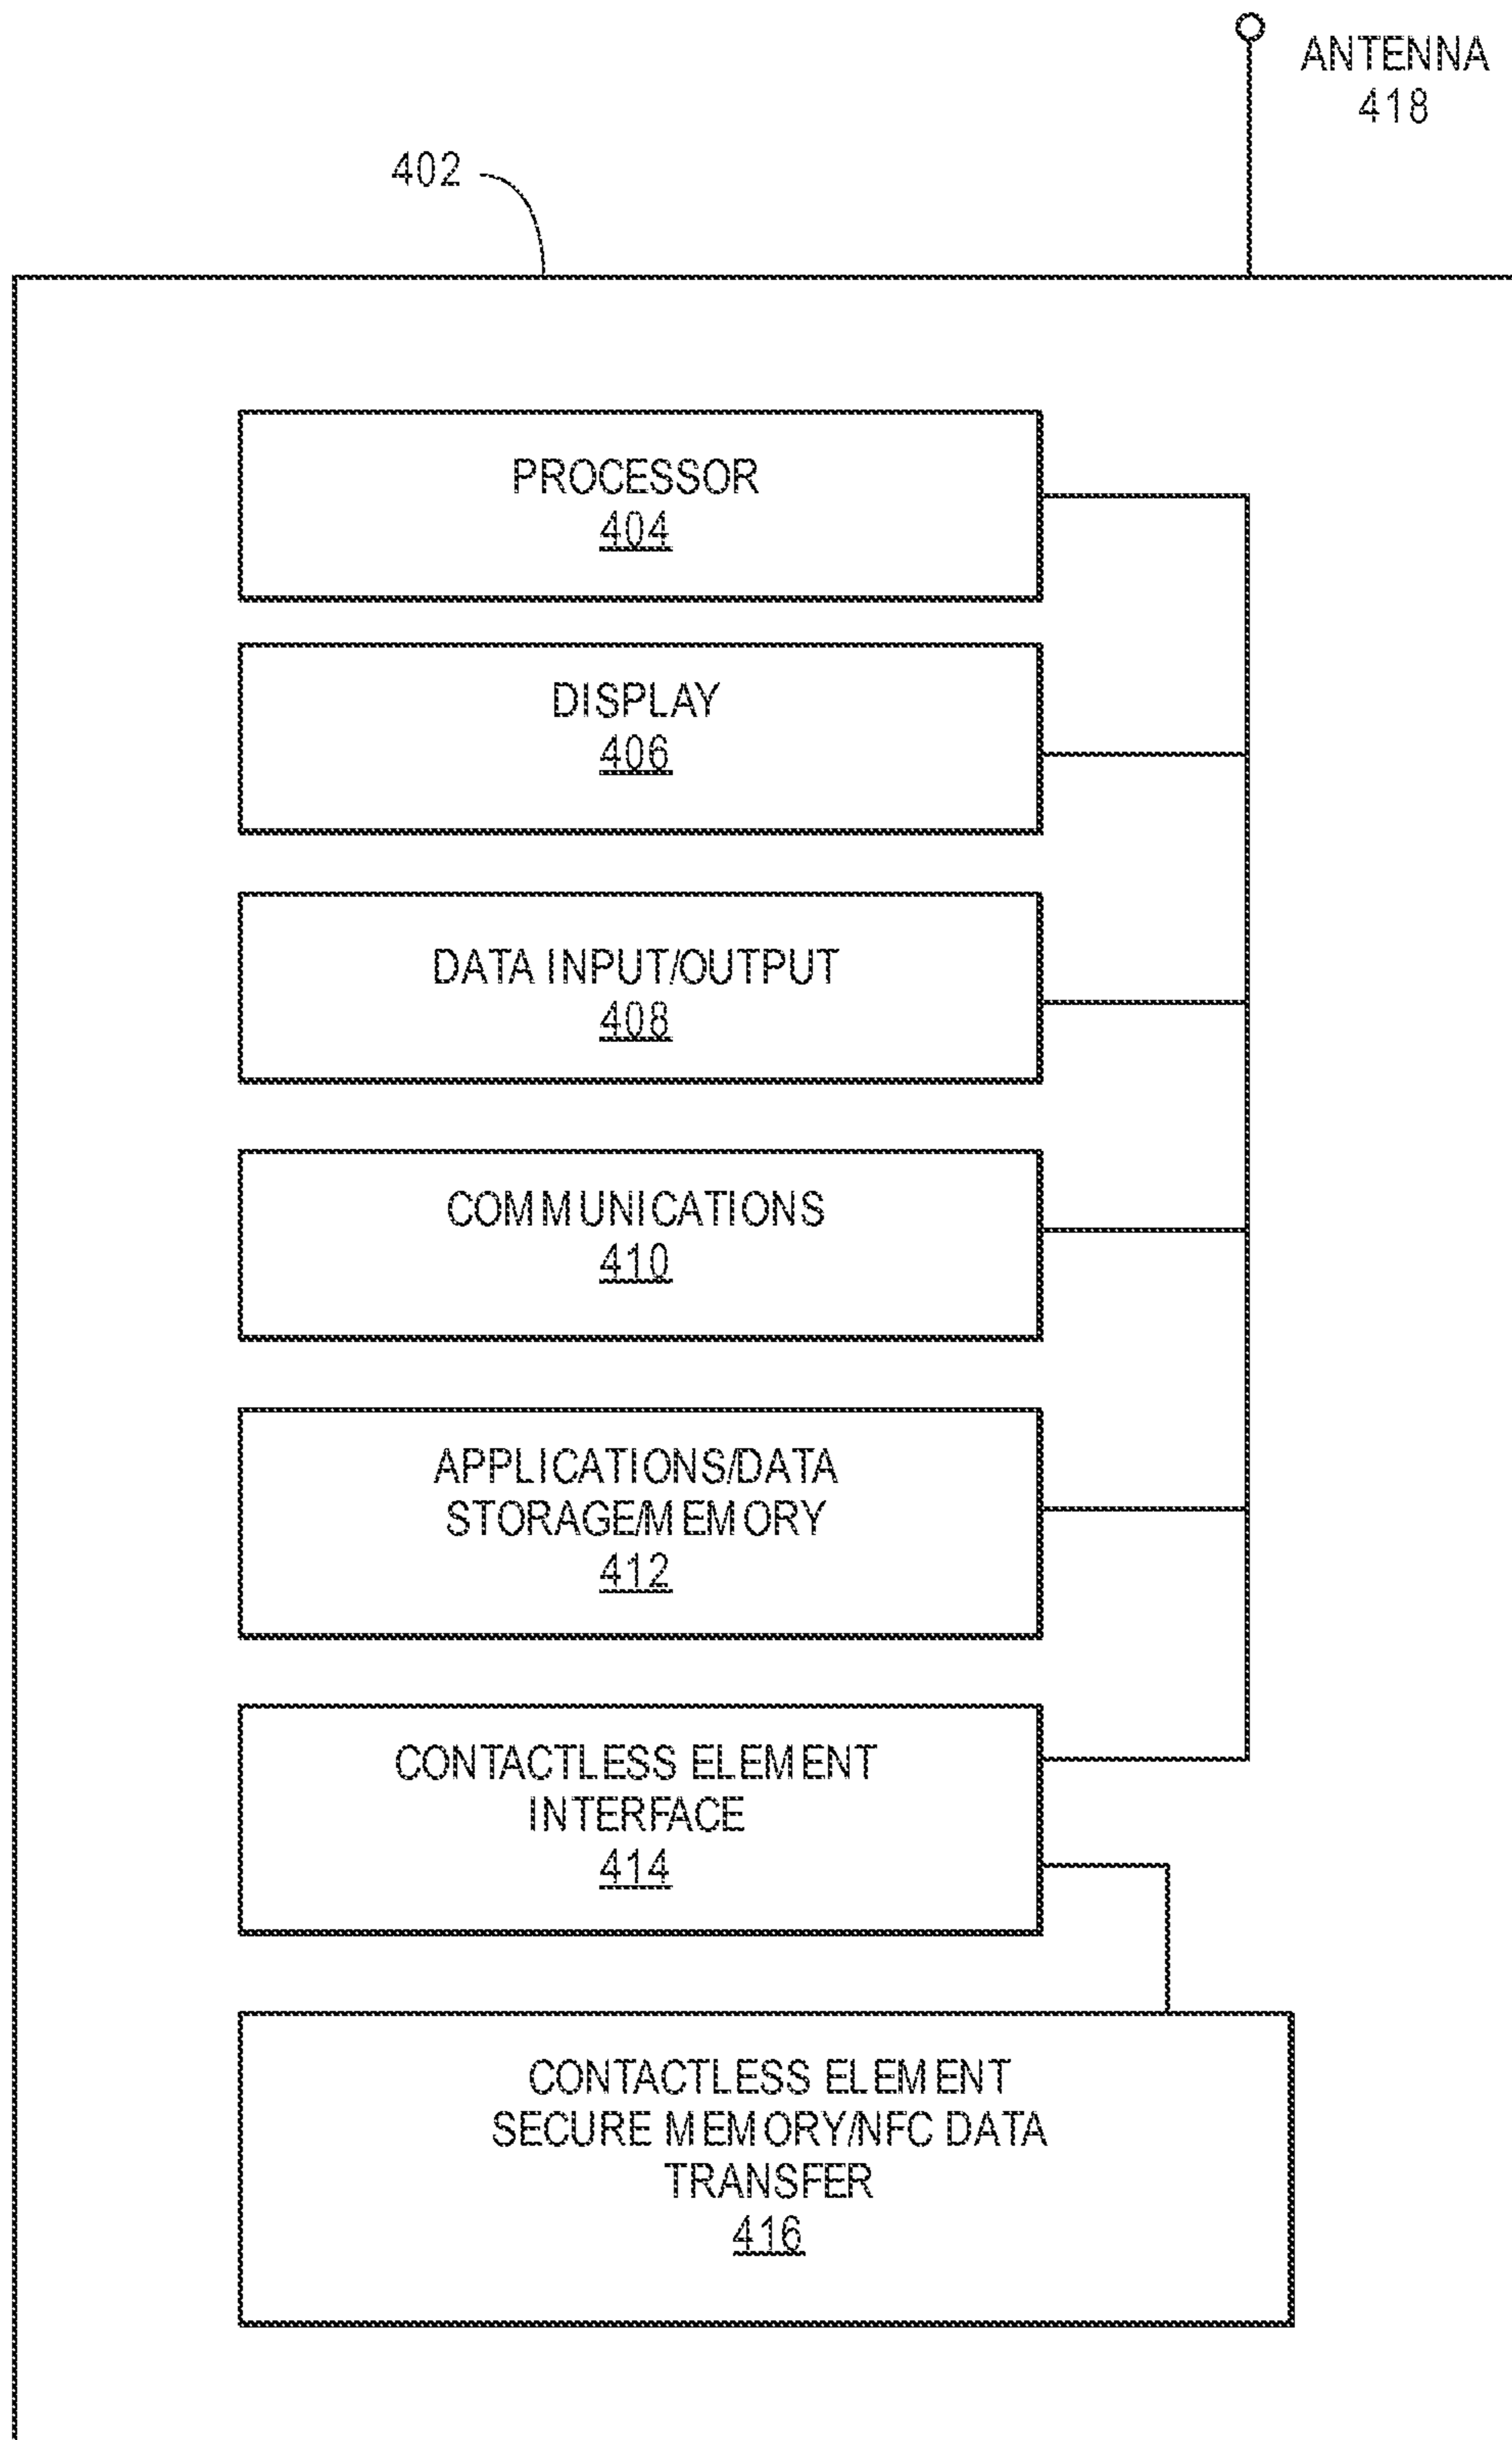 ANTENNA
418
402
PROCESSOR
404
DISPLAY
406
DATA INPUT/OUTPUT
408
COMMUNICATIONS
410
APPLICATIONS/DATA
STORAGE/MEMORY
412
CONTACTLESS ELEMENT
INTERFACE
414
CONTACTLESS ELEMENT
SECURE MEMORY/NFC DATA
TRANSFER
416